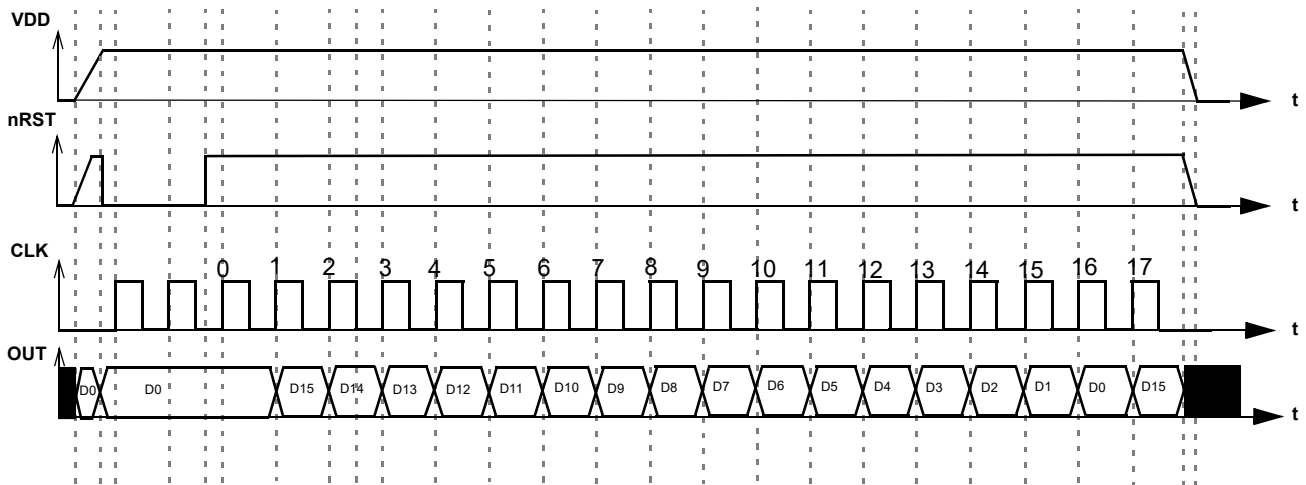 VDD
t
nRST
t
CLK
0 1 2 3 4 5 6 7 8 9 10 11 12 13 14 15 16 17
t
OUT
D0 D0 D15 D14 D13 D12 D11 D10 D9 D8 D7 D6 D5 D4 D3 D2 D1 D0 D15
t